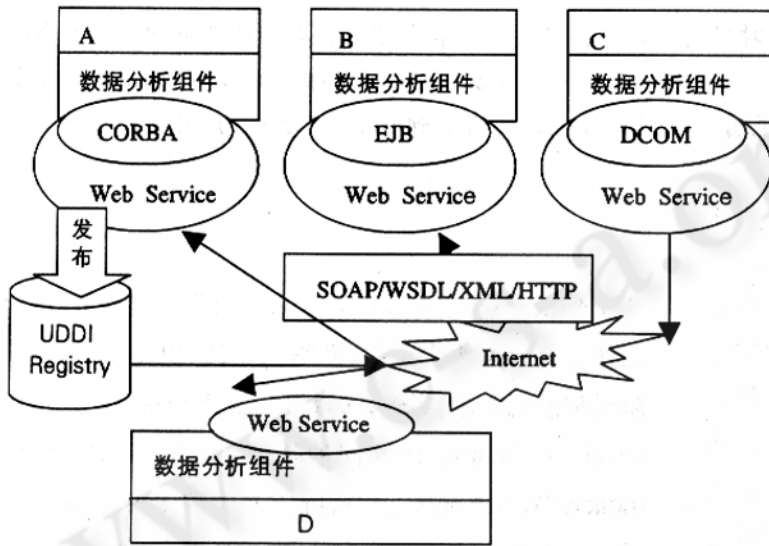 A
B
C
数据分析组件
数据分析组件
数据分析组件
CORBA
EJB
DCOM
Web Service
Web Service
Web Service
发
布
SOAP/WSDL/XML/HTTP
UDDI
Registry
Internet
Web Service
数据分析组件
D